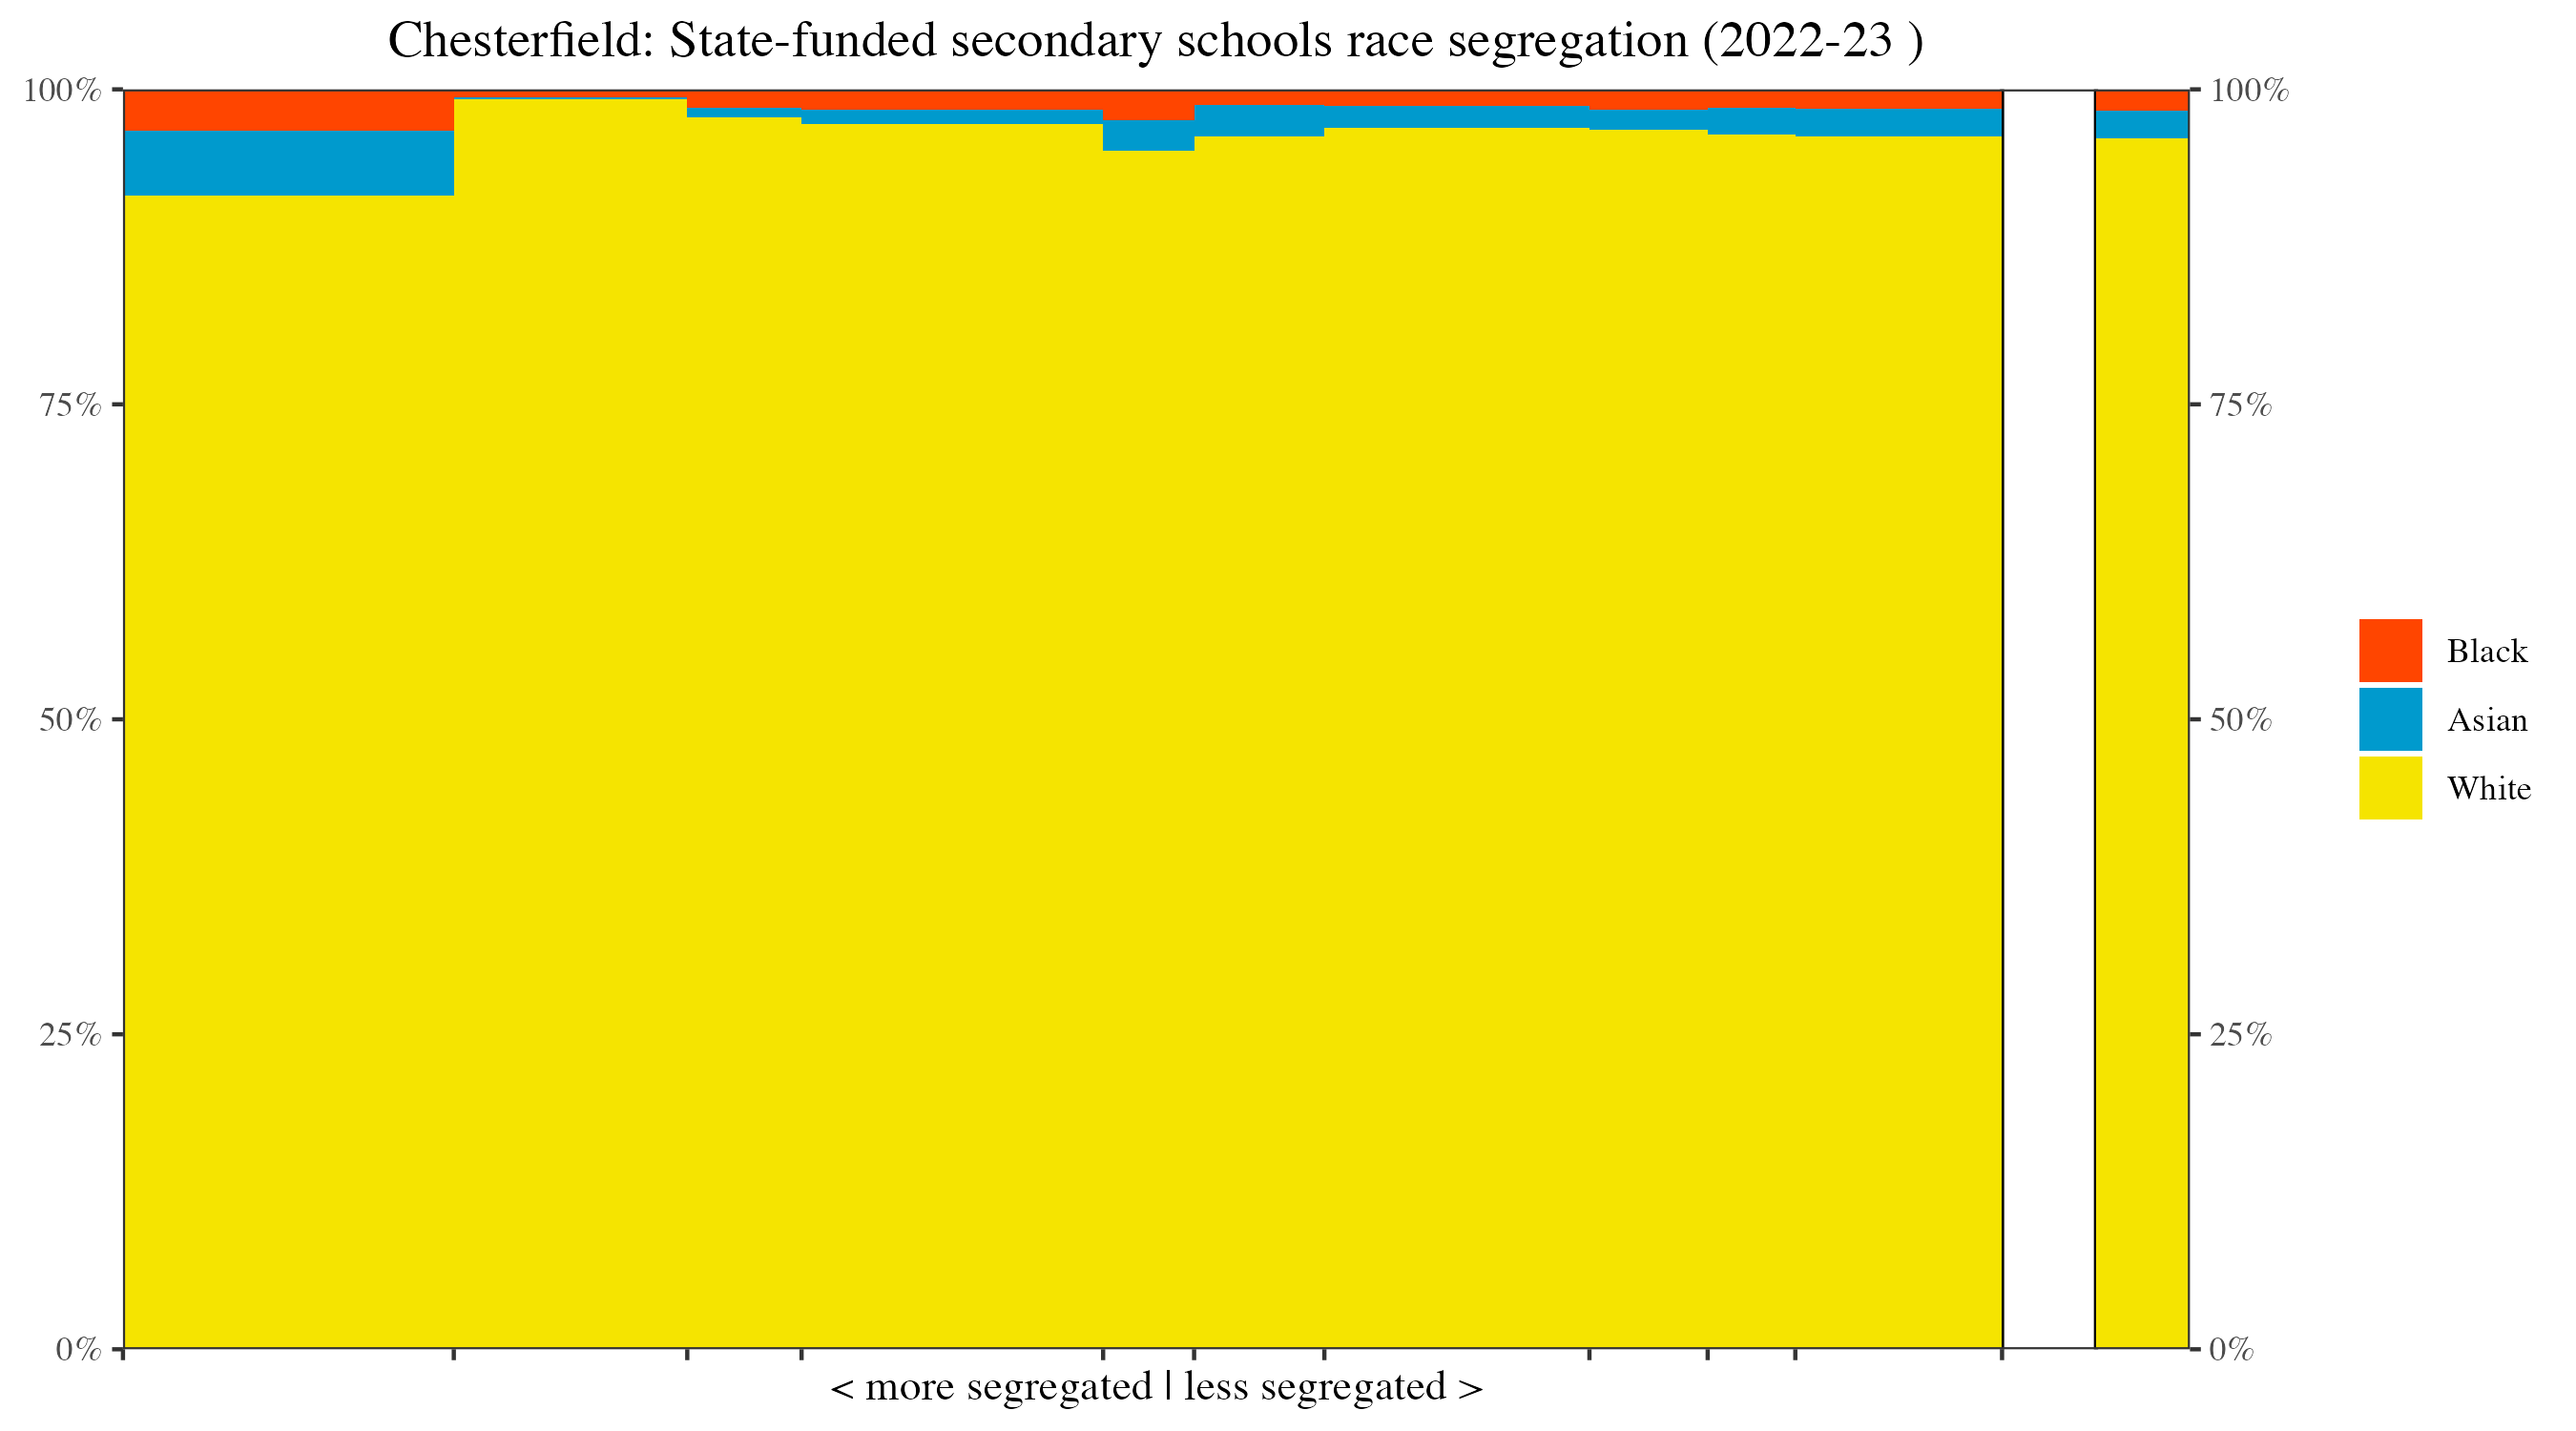 Chesterfield: State-funded secondary schools race segregation (2022-23 )
100%
100%
75%
75%
50%
50%
25%
25%
0%
0%
Black
Asian
White
< more segregated | less segregated >